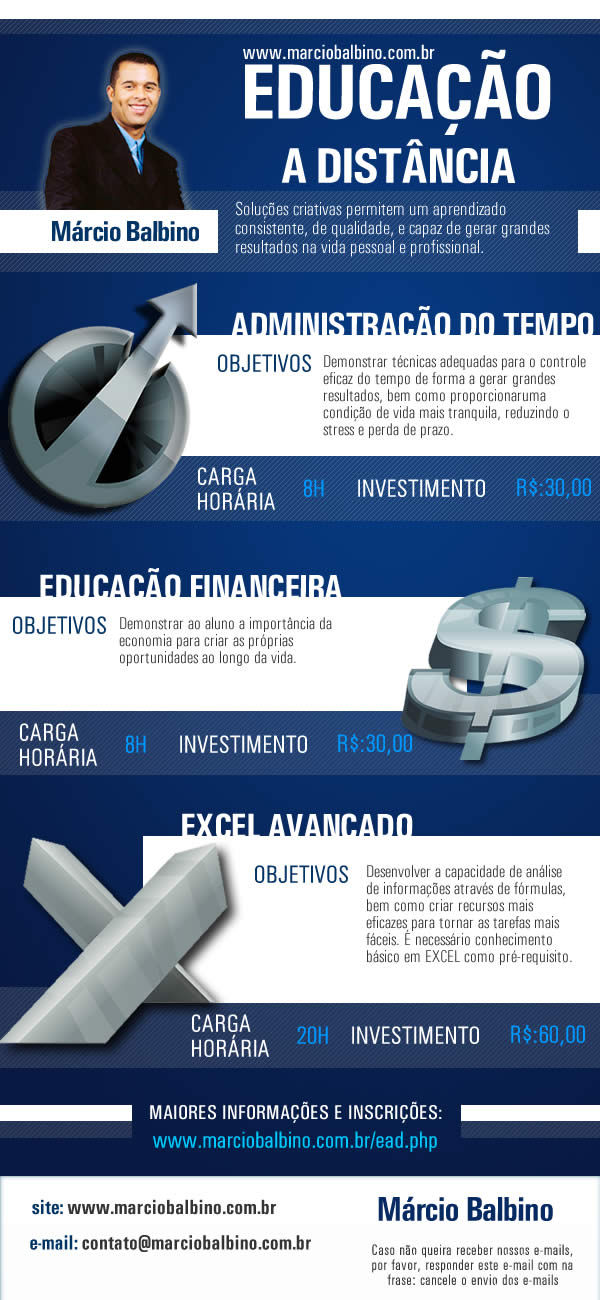 www.marciobalbino.com.br
EDUCAÇÃO
A DISTÂNCIA
Márcio Balbino
Soluções criativas permitem um aprendizado
consistente, de qualidade, e capaz de gerar grandes
resultados na vida pessoal e profissional.
ADMINISTRAÇÃO DO TEMPO
OBJETIVOS
Demonstrar técnicas adequadas para o controle
eficaz do tempo de forma a gerar grandes
resultados, bem como proporcionaruma
condição de vida mais tranquila, reduzindo o
stress e perda de prazo.
CARGA
HORÁRIA
8H
INVESTIMENTO
R$:30,00
EDUCAÇÃO FINANCEIRA
OBJETIVOS
Demonstrar ao aluno a importância da
economia para criar as próprias
oportunidades ao longo da vida.
CARGA
HORÁRIA
8H
INVESTIMENTO
R$:30,00
EXCEL AVANÇADO
OBJETIVOS
Desenvolver a capacidade de análise
de informações através de fórmulas,
bem como criar recursos mais
eficazes para tornar as tarefas mais
fáceis. É necessário conhecimento
básico em EXCEL como pré-requisito.
CARGA
HORÁRIA
20H
INVESTIMENTO
R$:60,00
MAIORES INFORMAÇÕES E INSCRIÇÕES:
www.marciobalbino.com.br/ead.php
site: www.marciobalbino.com.br
e-mail: contato@marciobalbino.com.br
Márcio Balbino
Caso não queira receber nossos e-mails,
por favor, responder este e-mail com na
frase: cancele o envio dos e-mails